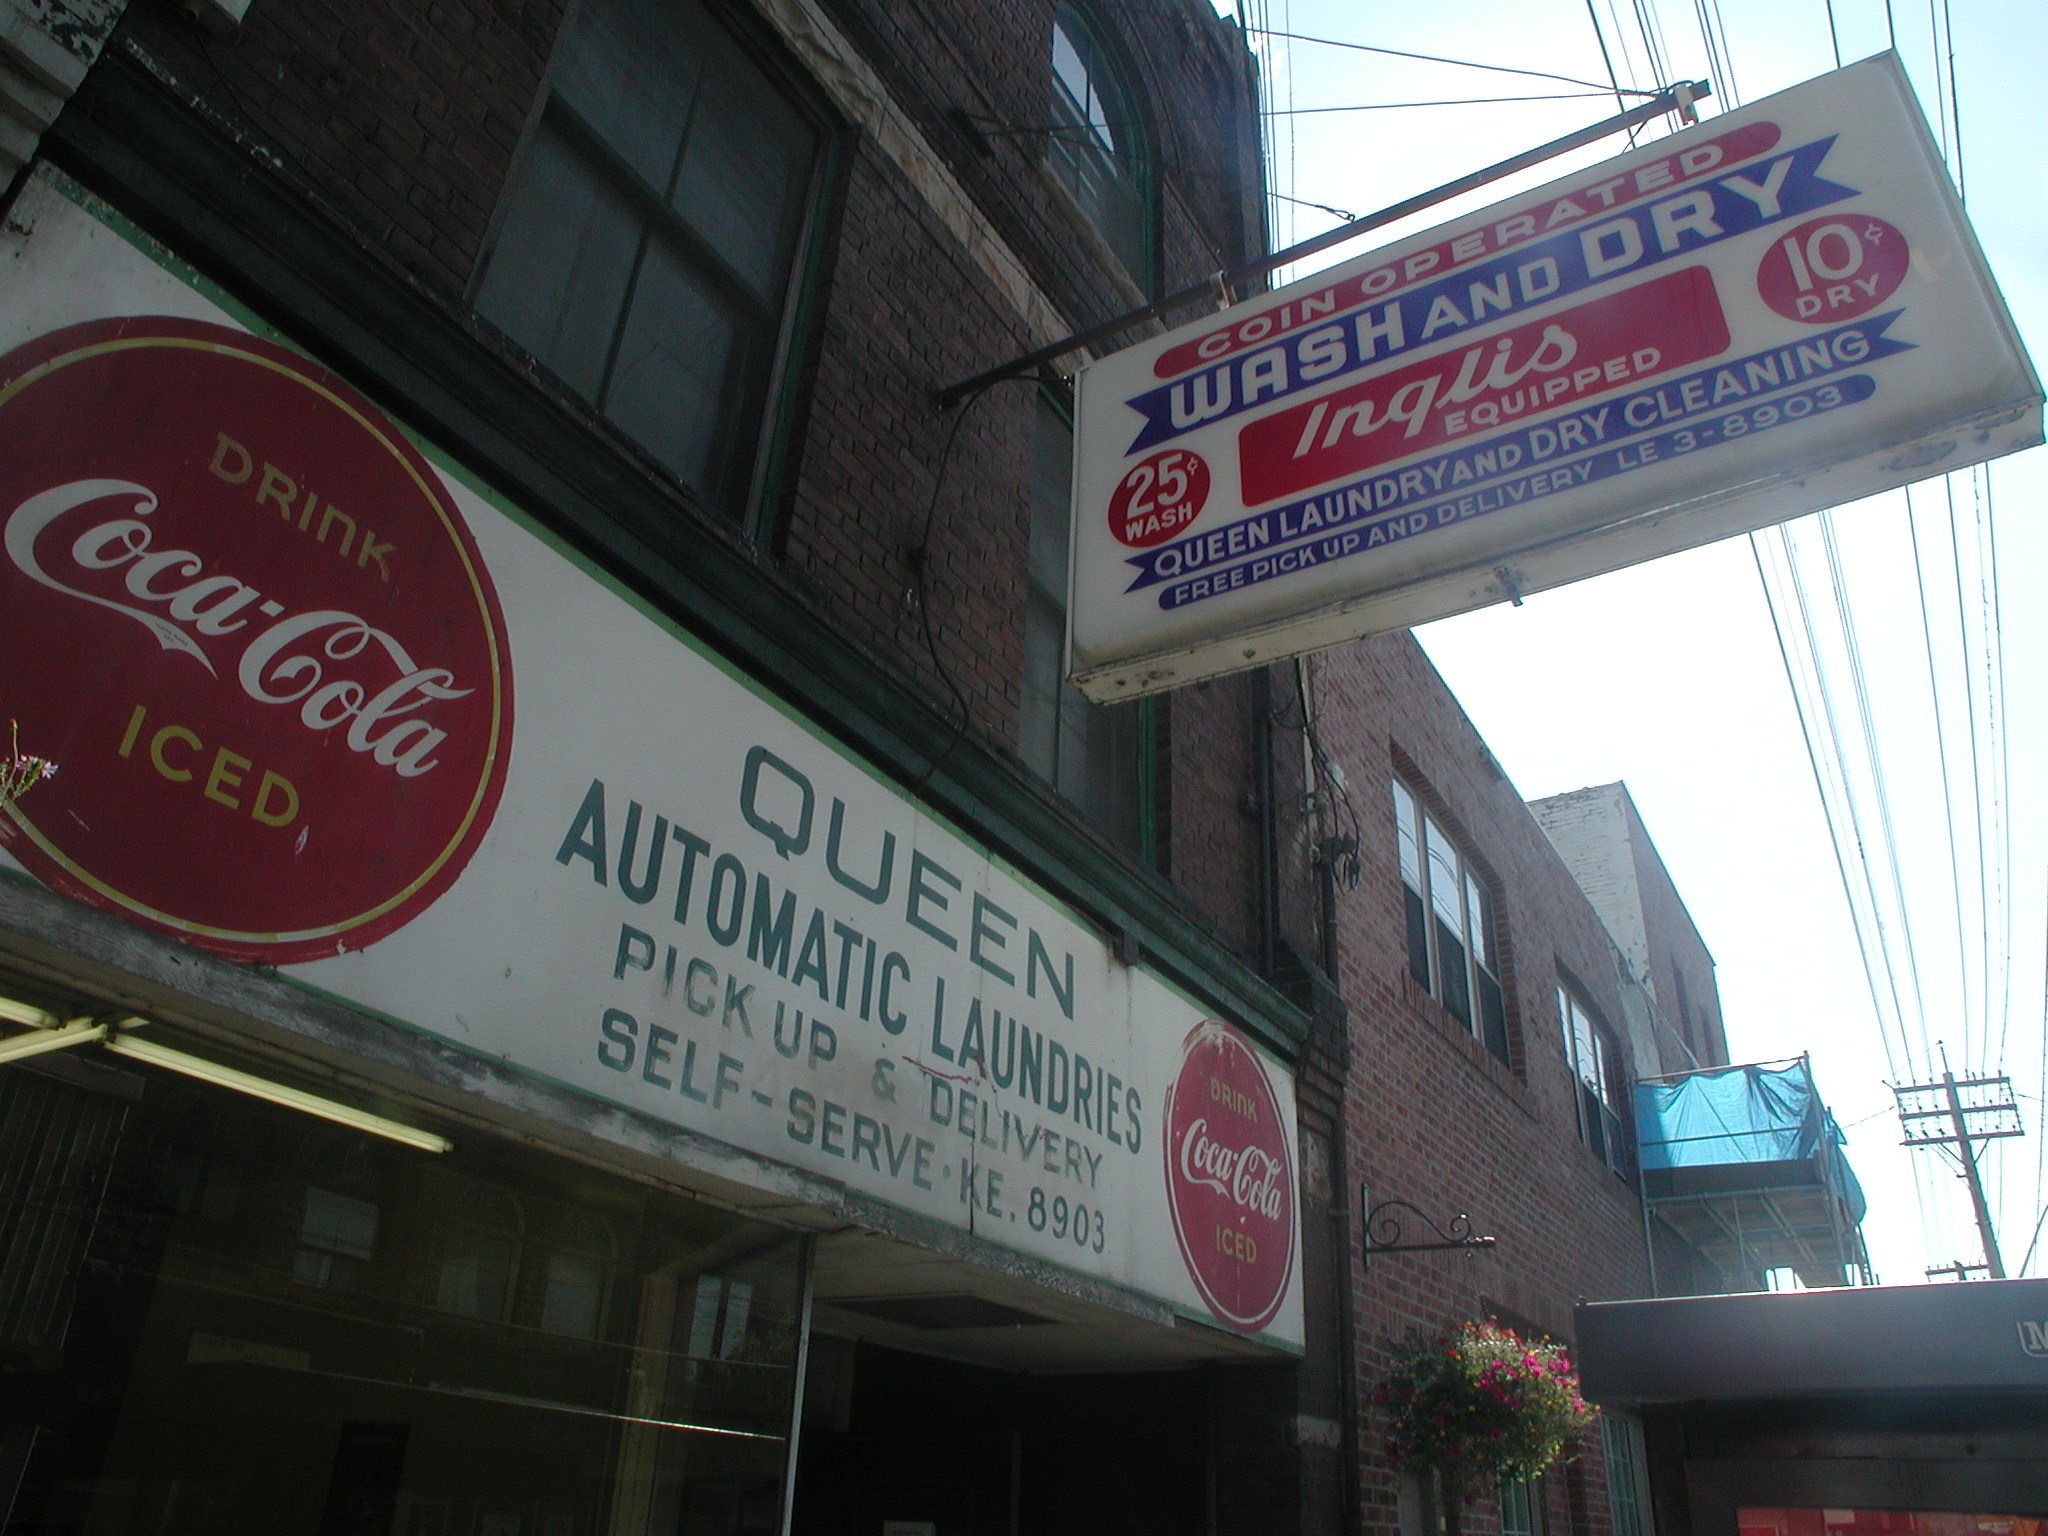 COIN OPERATED
WASH AND DRY
10¢
DRY
Inglis
EQUIPPED
25¢
WASH
QUEEN LAUNDRY AND DRY CLEANING
FREE PICK UP AND DELIVERY LE 3-8903
DRINK
Coca-Cola
ICED
QUEEN
AUTOMATIC LAUNDRIES
PICK UP & DELIVERY
SELF-SERVE·KE. 8903
DRINK
Coca-Cola
ICED